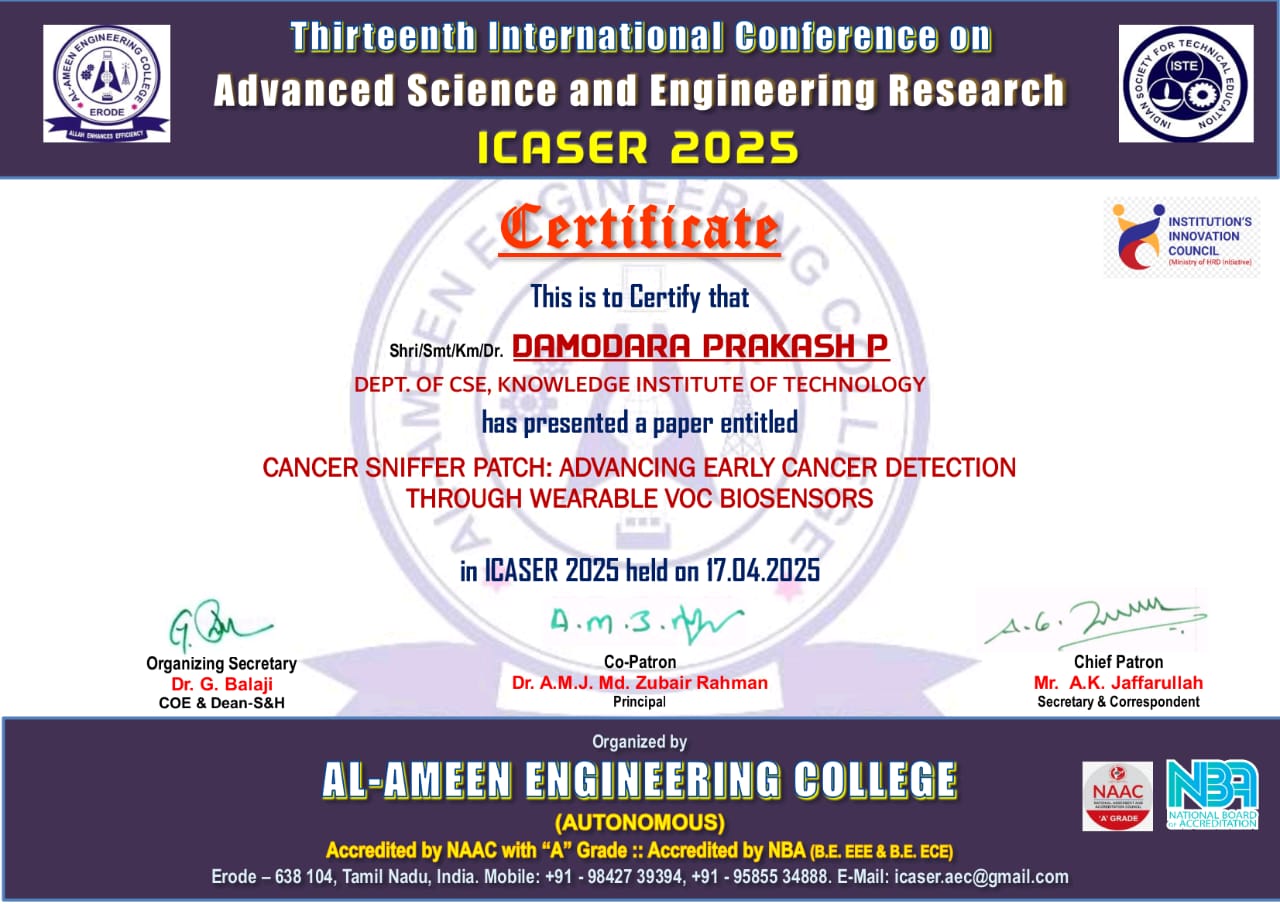 Thirteenth International Conference on
Advanced Science and Engineering Research
ICASER 2025
AL-AMEEN ENGINEERING COLLEGE
ERODE
ALLAH ENHANCES EFFICIENCY
INDIAN SOCIETY FOR TECHNICAL EDUCATION
ISTE
Certificate
INSTITUTION'S
INNOVATION
COUNCIL
(Ministry of HRD Initiative)
This is to Certify that
Shri/Smt/Km/Dr. DAMODARA PRAKASH P
DEPT. OF CSE, KNOWLEDGE INSTITUTE OF TECHNOLOGY
has presented a paper entitled
CANCER SNIFFER PATCH: ADVANCING EARLY CANCER DETECTION
THROUGH WEARABLE VOC BIOSENSORS
in ICASER 2025 held on 17.04.2025
AL-AMEEN ENGINEERING COLLEGE
Organizing Secretary
Dr. G. Balaji
COE & Dean-S&H
Co-Patron
Dr. A.M.J. Md. Zubair Rahman
Principal
Chief Patron
Mr. A.K. Jaffarullah
Secretary & Correspondent
Organized by
AL-AMEEN ENGINEERING COLLEGE
(AUTONOMOUS)
Accredited by NAAC with “A” Grade :: Accredited by NBA (B.E. EEE & B.E. ECE)
Erode – 638 104, Tamil Nadu, India. Mobile: +91 - 98427 39394, +91 - 95855 34888. E-Mail: icaser.aec@gmail.com
NAAC
NATIONAL ASSESSMENT AND
ACCREDITATION COUNCIL
'A' GRADE
NBA
NATIONAL BOARD
OF ACCREDITATION